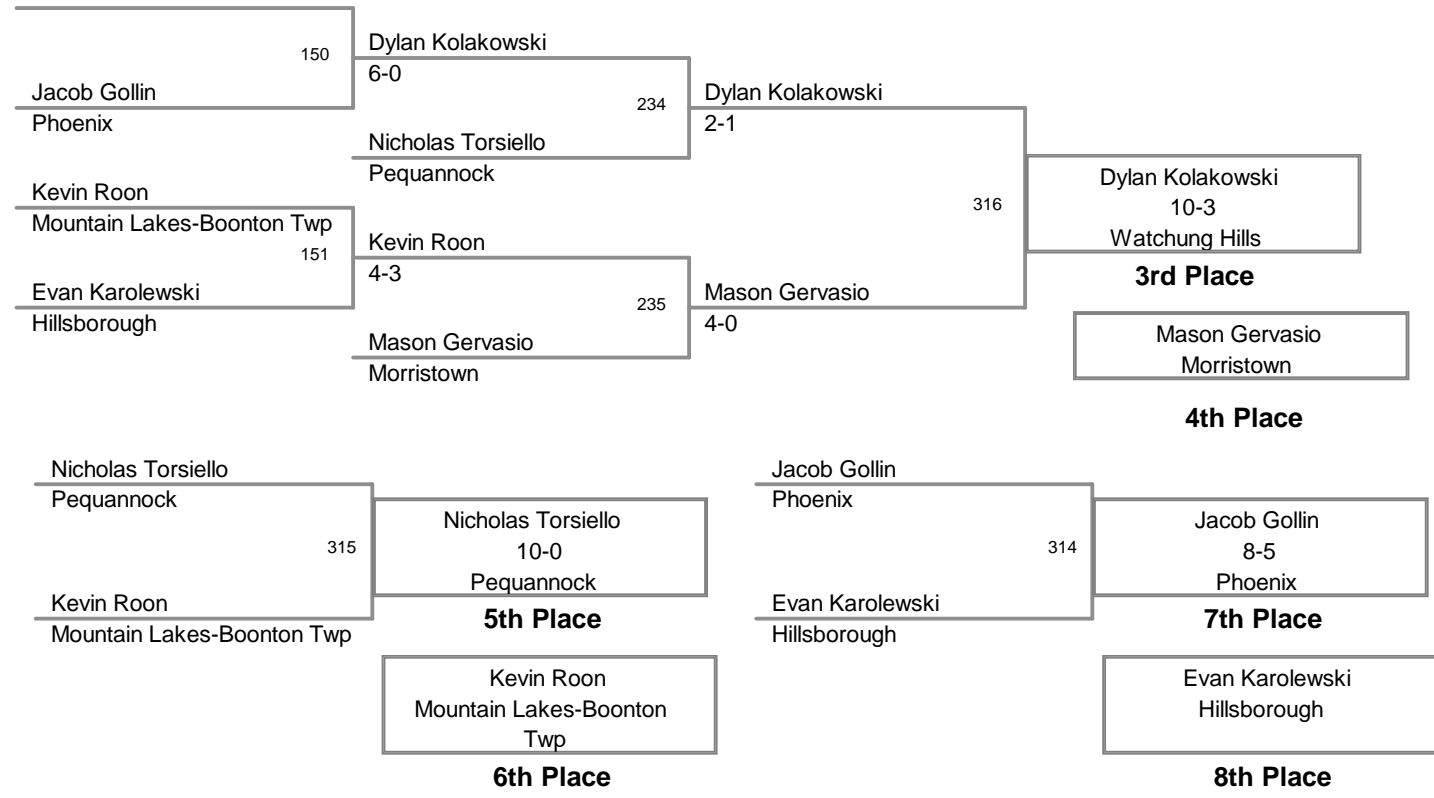 150
Dylan Kolakowski
6-0
Jacob Gollin
Phoenix
234
Dylan Kolakowski
2-1
Nicholas Torsiello
Pequannock
Kevin Roon
Mountain Lakes-Boonton Twp
151
Kevin Roon
4-3
Evan Karolewski
Hillsborough
235
Mason Gervasio
4-0
Mason Gervasio
Morristown
316
Dylan Kolakowski
10-3
Watchung Hills
3rd Place
Mason Gervasio
Morristown
4th Place
Nicholas Torsiello
Pequannock
315
Kevin Roon
Mountain Lakes-Boonton Twp
Nicholas Torsiello
10-0
Pequannock
5th Place
Kevin Roon
Mountain Lakes-Boonton
Twp
6th Place
Jacob Gollin
Phoenix
314
Evan Karolewski
Hillsborough
Jacob Gollin
8-5
Phoenix
7th Place
Evan Karolewski
Hillsborough
8th Place